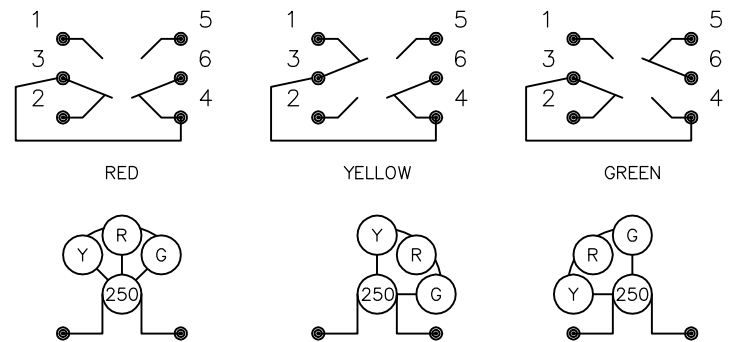 1 5 1 5 1 5
3 6 3 6 3 6
2 4 2 4 2 4
RED YELLOW GREEN
R Y G
Y G R R
250 250 G Y 250